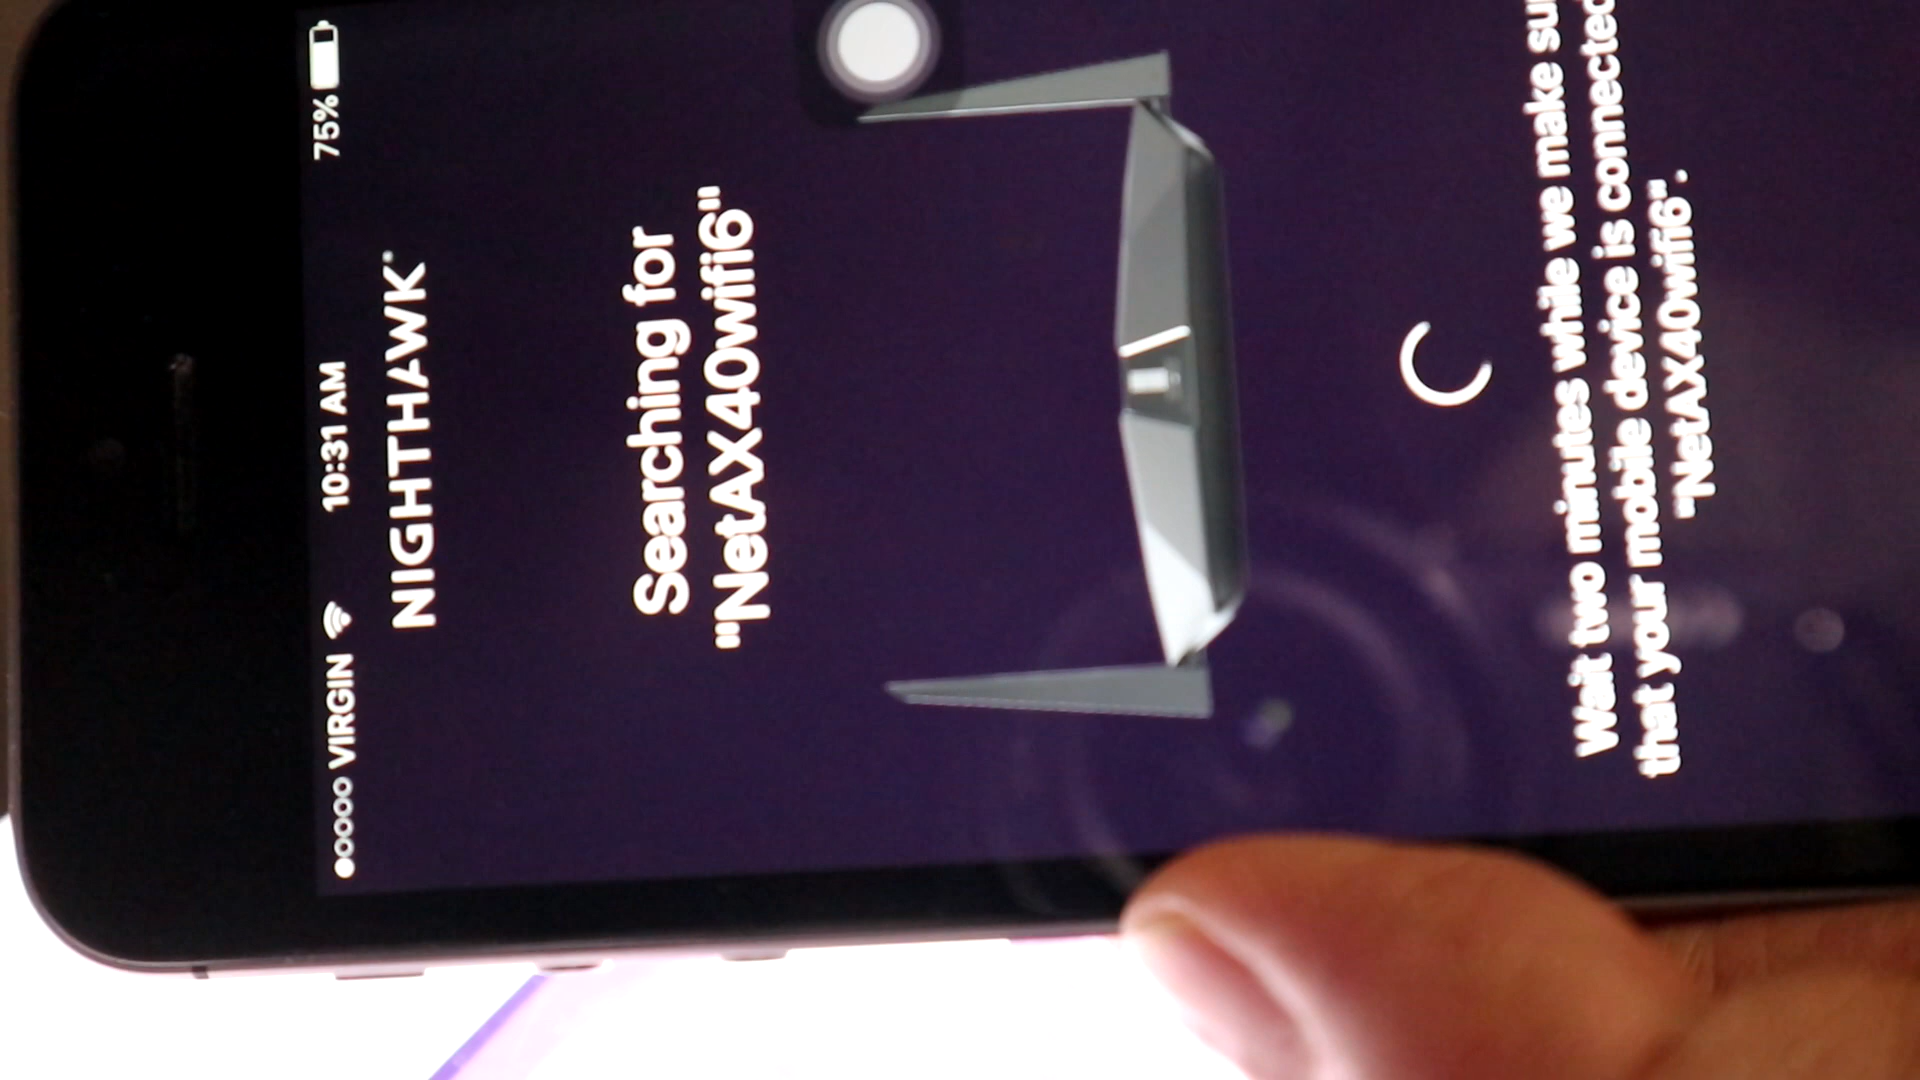 VIRGIN 10:31 AM 75%
NIGHTHAWK
Searching for
"NetAX40wifi6"
Wait two minutes while we make
that your mobile device is connected
"NetAX40wifi6".